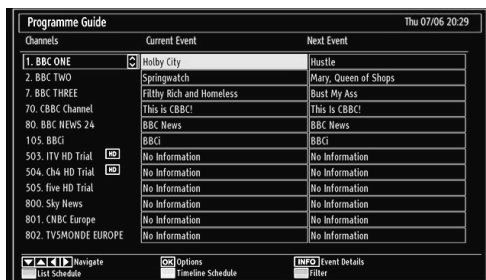 Programme Guide Thu 07/06 20:29
Channels Current Event Next Event
1. BBC ONE Holby City Hustle
2. BBC TWO Springwatch Mary, Queen of Shops
7. BBC THREE Filthy Rich and Homeless Bust My Ass
70. CBBC Channel This is CBBC! This Is CBBC!
80. BBC NEWS 24 BBC News BBC News
105. BBCi BBCi BBCi
503. ITV HD Trial HD No Information No Information
504. Ch4 HD Trial HD No Information No Information
505. five HD Trial No Information No Information
800. Sky News No Information No Information
801. CNBC Europe No Information No Information
802. TV5MONDE EUROPE No Information No Information
Navigate OK Options INFO Event Details
List Schedule Timeline Schedule Filter